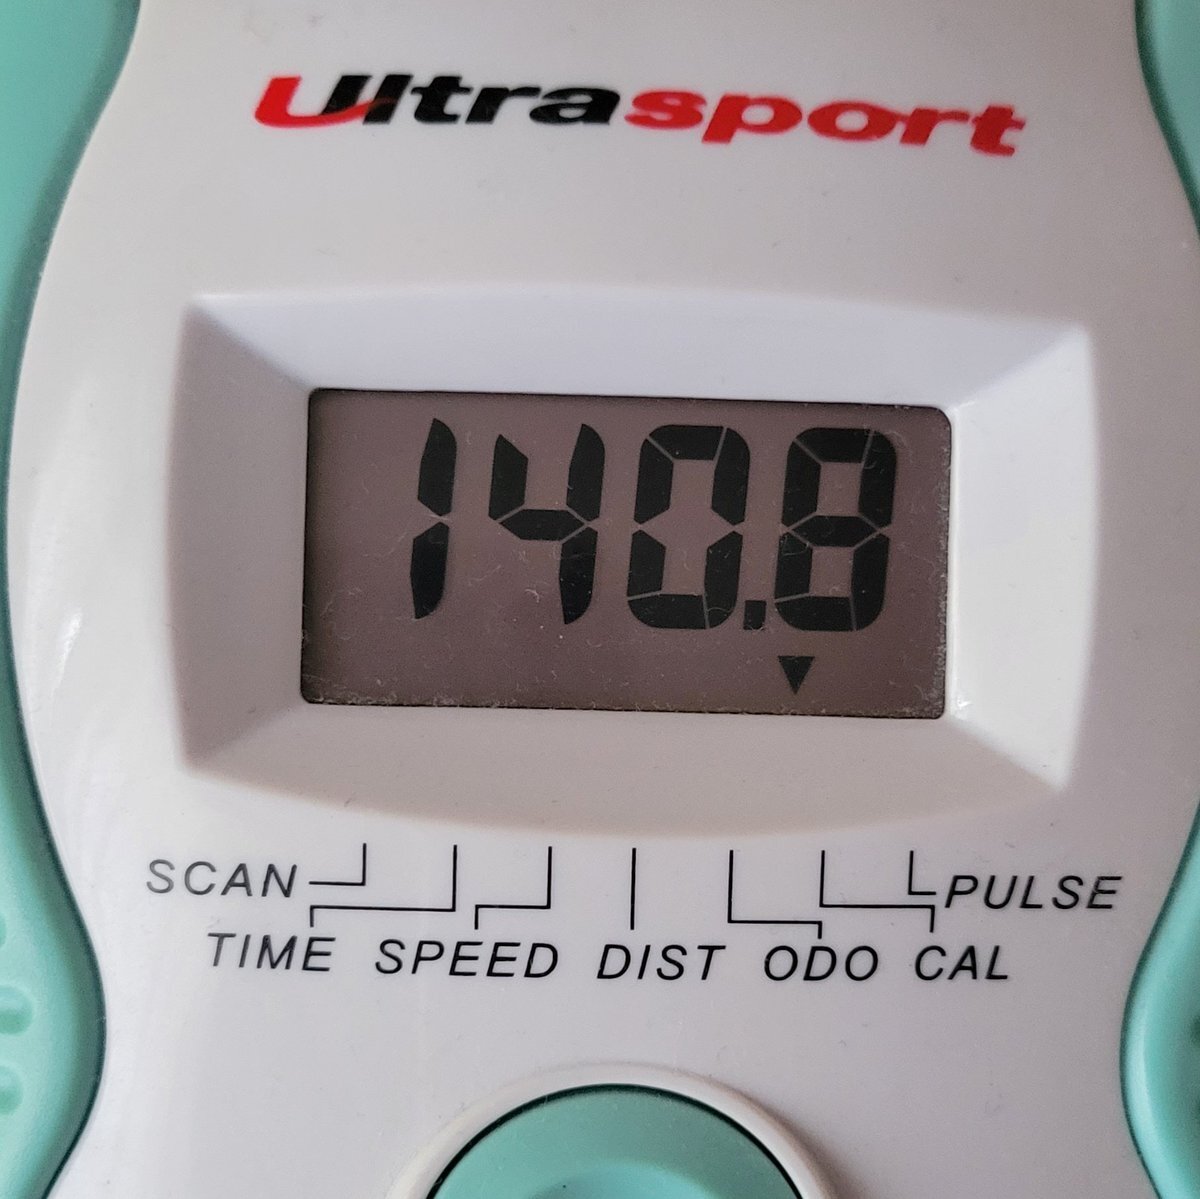 Ultrasport
140.8
SCAN PULSE
TIME SPEED DIST ODO CAL